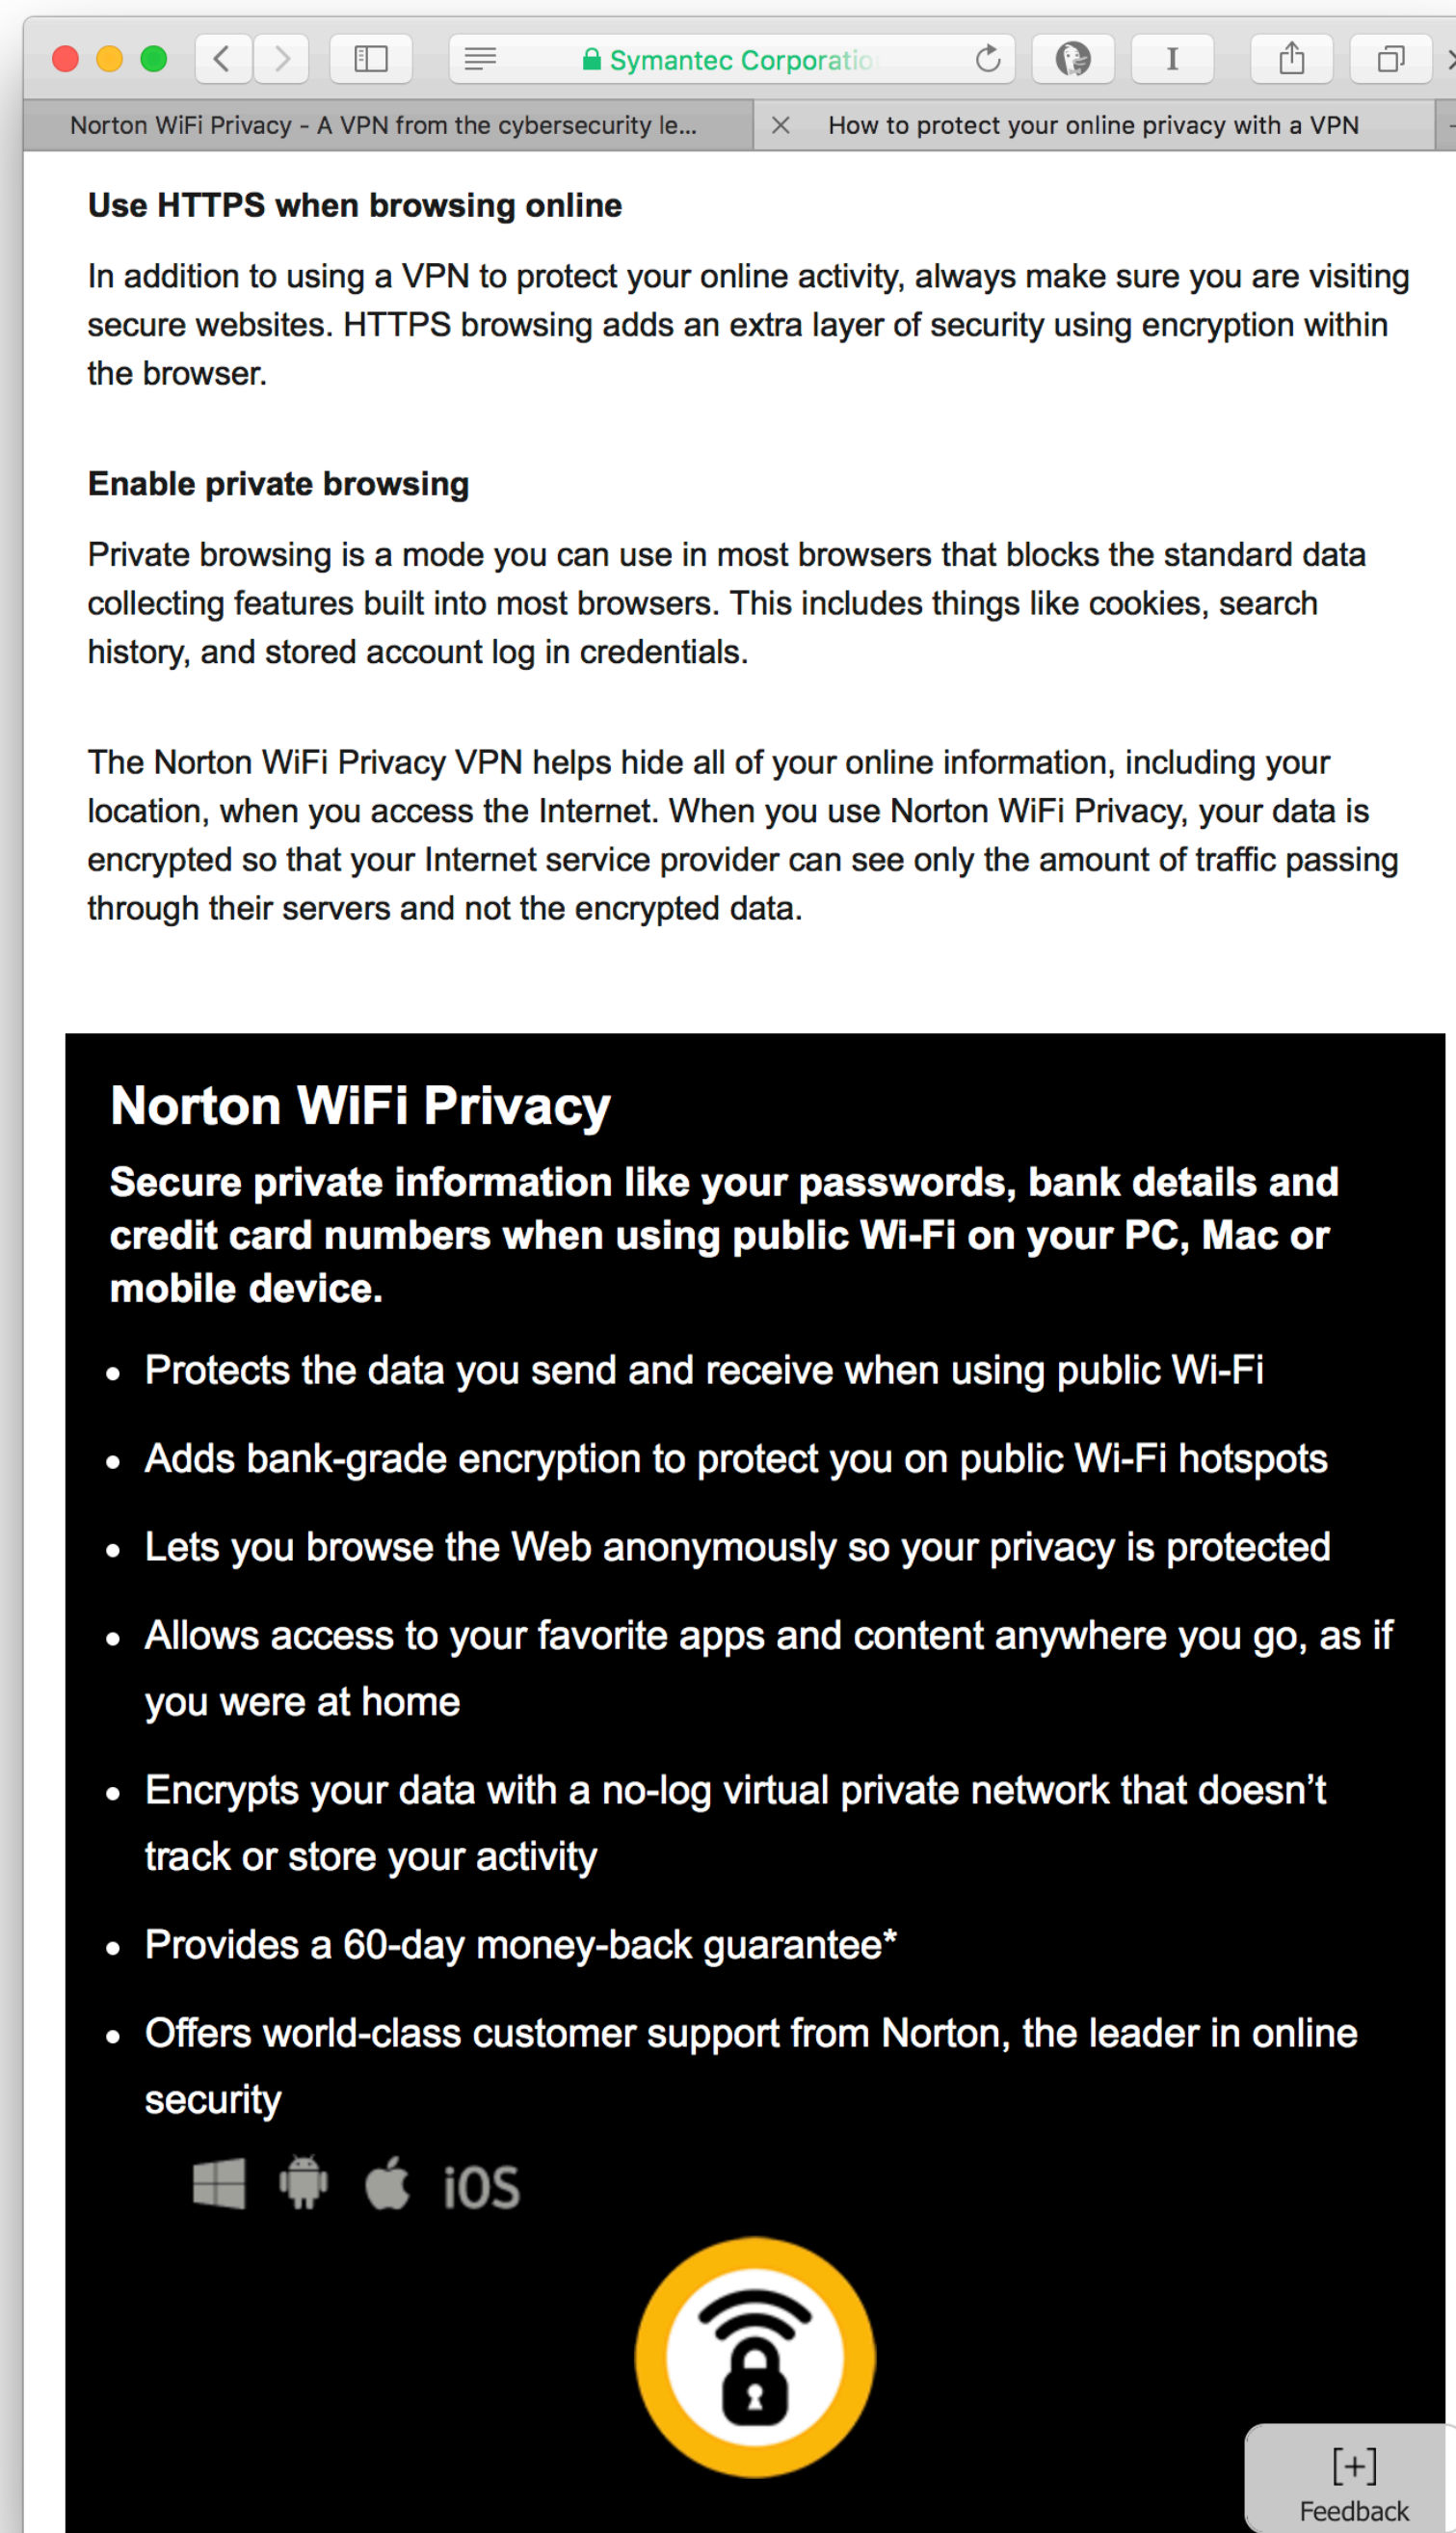 Symantec Corporatio
Norton WiFi Privacy - A VPN from the cybersecurity le...
How to protect your online privacy with a VPN
Use HTTPS when browsing online
In addition to using a VPN to protect your online activity, always make sure you are visiting
secure websites. HTTPS browsing adds an extra layer of security using encryption within
the browser.
Enable private browsing
Private browsing is a mode you can use in most browsers that blocks the standard data
collecting features built into most browsers. This includes things like cookies, search
history, and stored account log in credentials.
The Norton WiFi Privacy VPN helps hide all of your online information, including your
location, when you access the Internet. When you use Norton WiFi Privacy, your data is
encrypted so that your Internet service provider can see only the amount of traffic passing
through their servers and not the encrypted data.
Norton WiFi Privacy
Secure private information like your passwords, bank details and
credit card numbers when using public Wi-Fi on your PC, Mac or
mobile device.
• Protects the data you send and receive when using public Wi-Fi
• Adds bank-grade encryption to protect you on public Wi-Fi hotspots
• Lets you browse the Web anonymously so your privacy is protected
• Allows access to your favorite apps and content anywhere you go, as if
you were at home
• Encrypts your data with a no-log virtual private network that doesn’t
track or store your activity
• Provides a 60-day money-back guarantee*
• Offers world-class customer support from Norton, the leader in online
security
iOS
[+]
Feedback